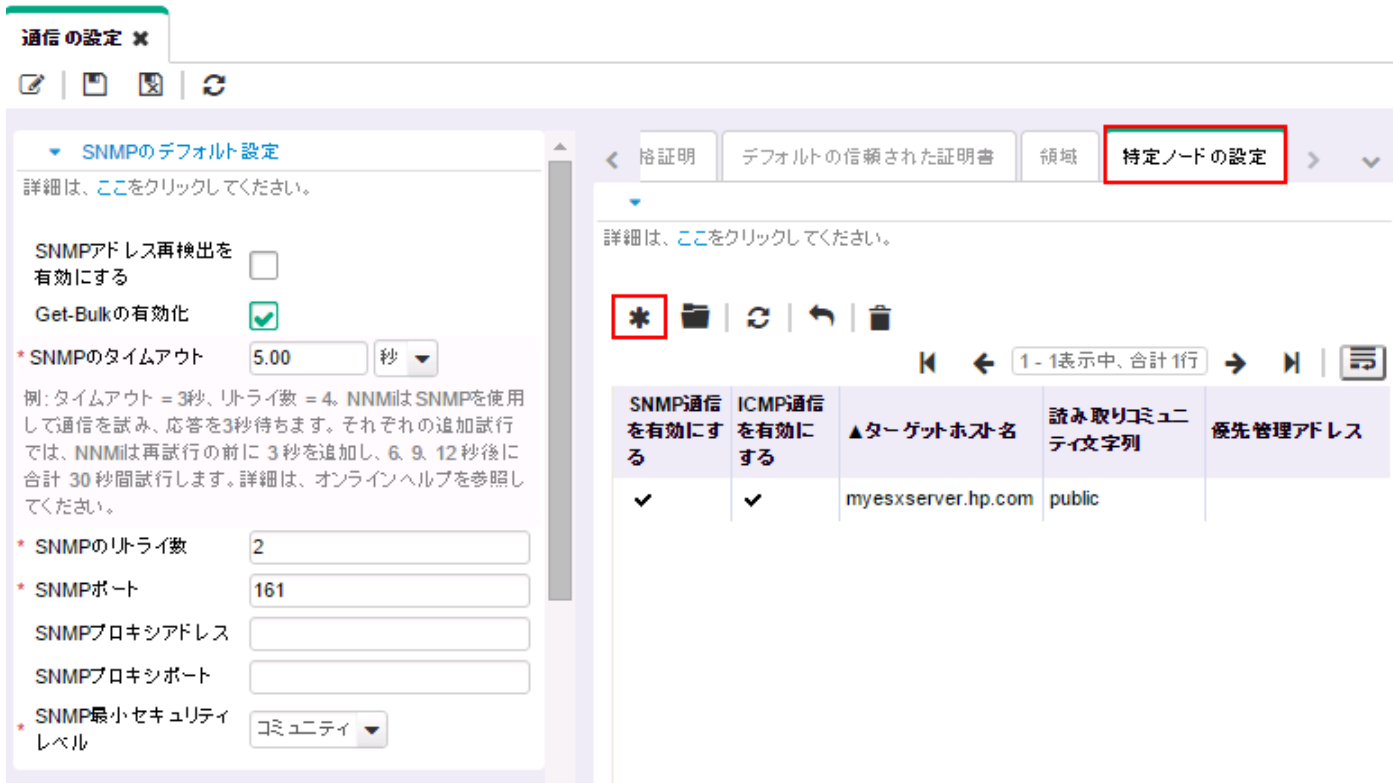 通信の設定
SNMPのデフォルト設定
詳細は、ここをクリックしてください。
SNMPアドレス再検出を
有効にする
Get-Bulkの有効化
* SNMPのタイムアウト 5.00 秒
例: タイムアウト = 3秒、リトライ数 = 4。NNMiはSNMPを使用
して通信を試み、応答を3秒待ちます。それぞれの追加試行
では、NNMiは再試行の前に 3 秒を追加し、6、9、12 秒後に
合計 30 秒間試行します。詳細は、オンラインヘルプを参照し
てください。
* SNMPのリトライ数 2
* SNMPポート 161
SNMPプロキシアドレス
SNMPプロキシポート
* SNMP最小セキュリティ
レベル
コミュニティ
格証明 デフォルトの信頼された証明書 領域 特定ノードの設定
詳細は、ここをクリックしてください。
1 - 1表示中、合計 1行
SNMP通信
を有効にす
る
ICMP通信
を有効に
する
▲ターゲットホスト名
読み取りコミュニ
ティ文字列
優先管理アドレス
myesxserver.hp.com public